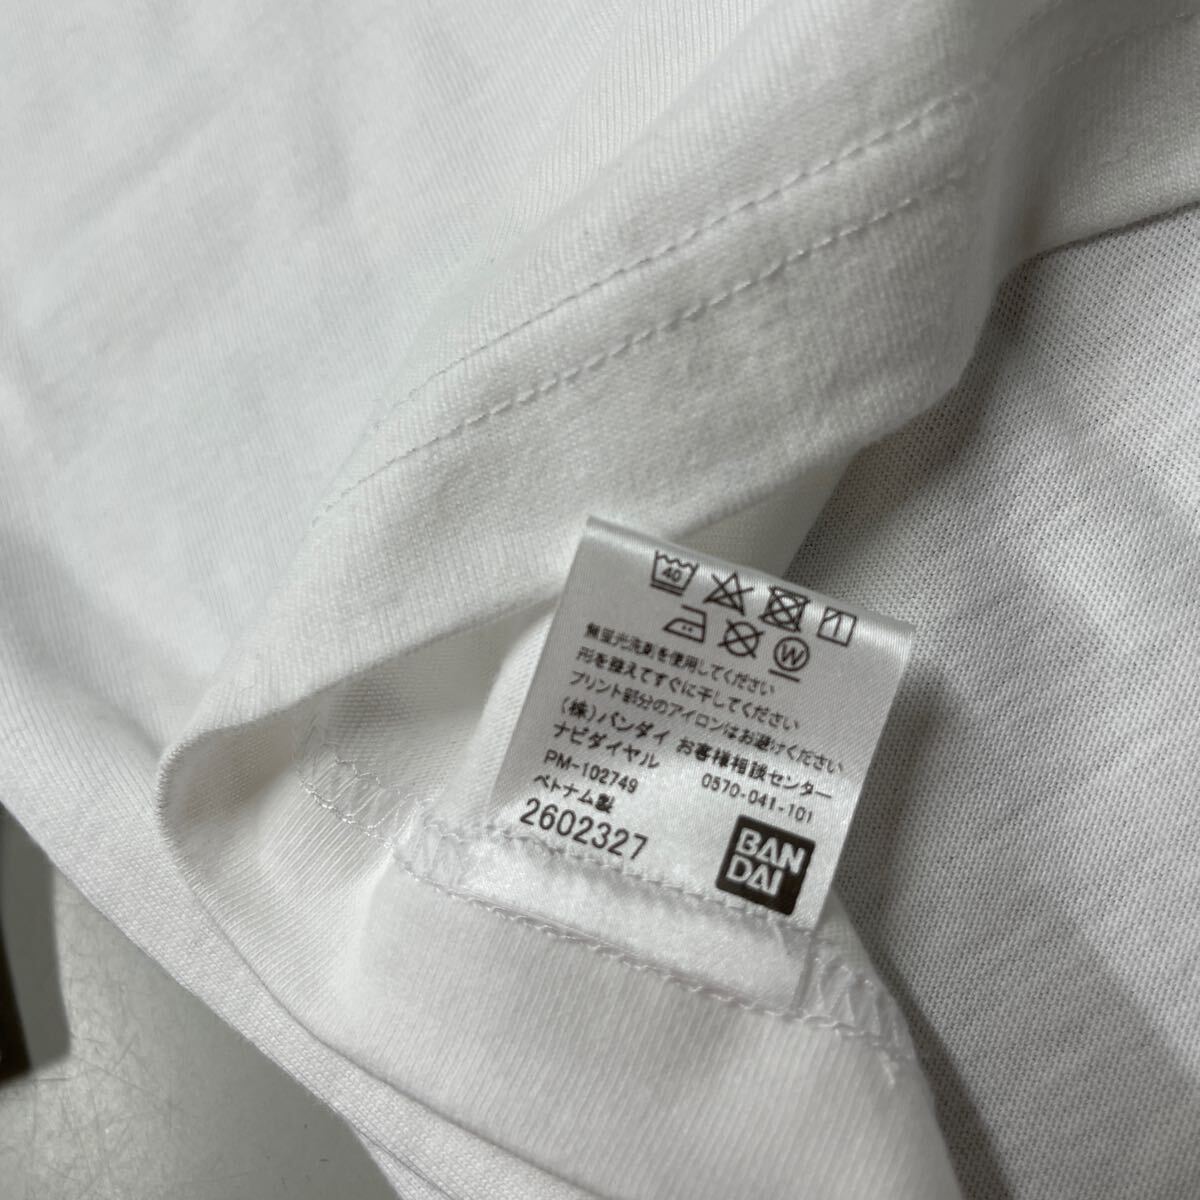 40
W
無蛍光洗剤を使用してください
形を整えてすぐに干してください
プリント部分のアイロンはお避けください
(株)バンダイ お客様相談センター
ナビダイヤル 0570-041-101
PM-102749
ベトナム製
2602327
BAN
DAI